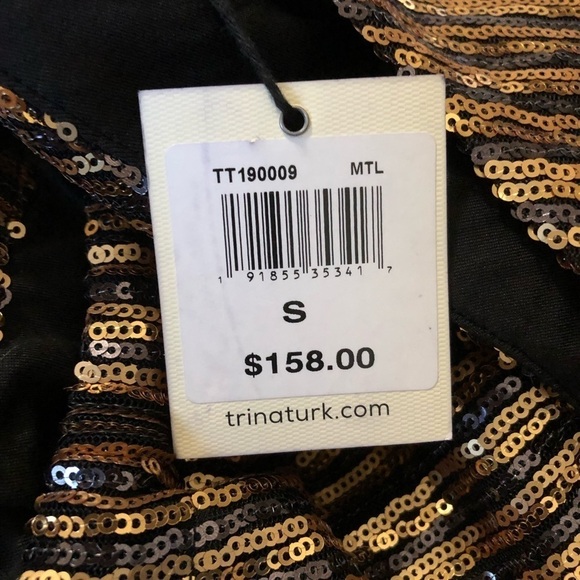 TT190009 MTL
1 91855 35341 7
S
$158.00
trinaturk.com